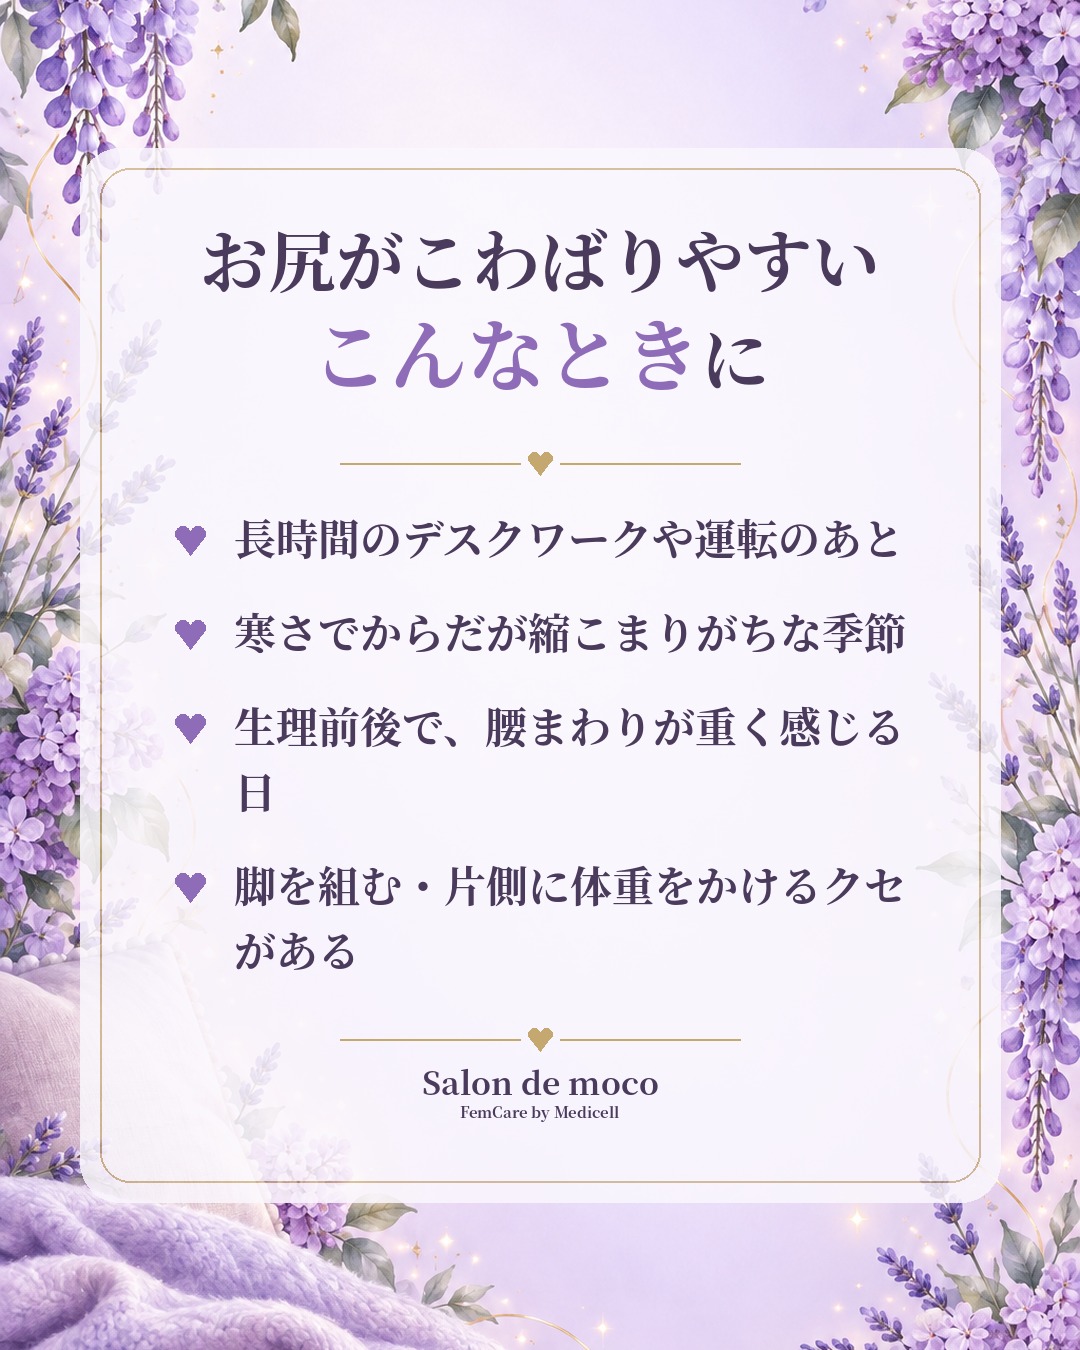 お尻がこわばりやすい
こんなときに
長時間のデスクワークや運転のあと
寒さでからだが縮こまりがちな季節
生理前後で、腰まわりが重く感じる
日
脚を組む・片側に体重をかけるクセ
がある
Salon de moco
FemCare by Medicell